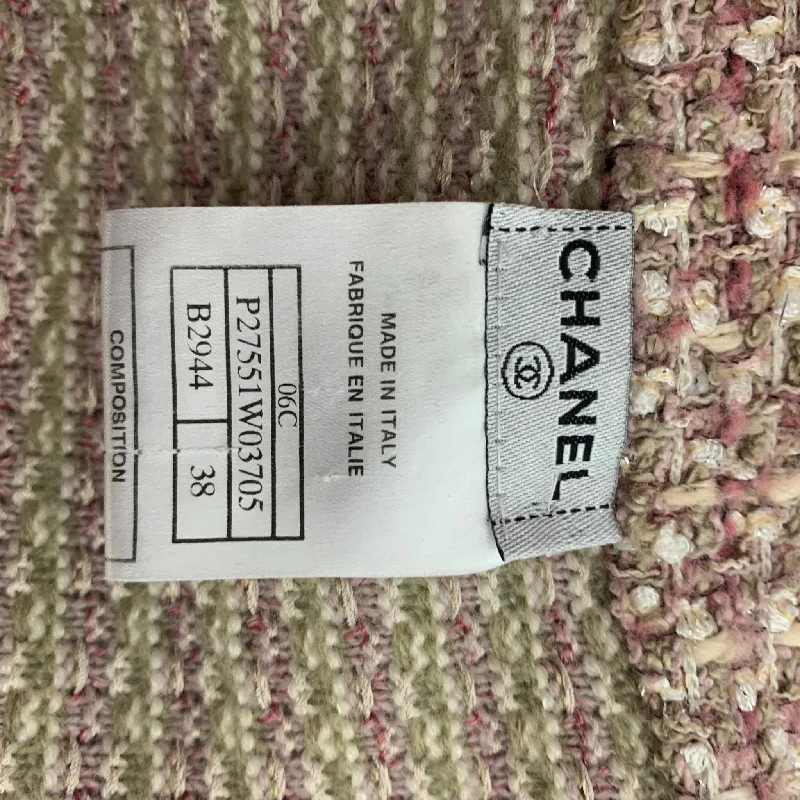 CHANEL
MADE IN ITALY
FABRIQUE EN ITALIE
06C
P27551W03705
B2944 38
COMPOSITION